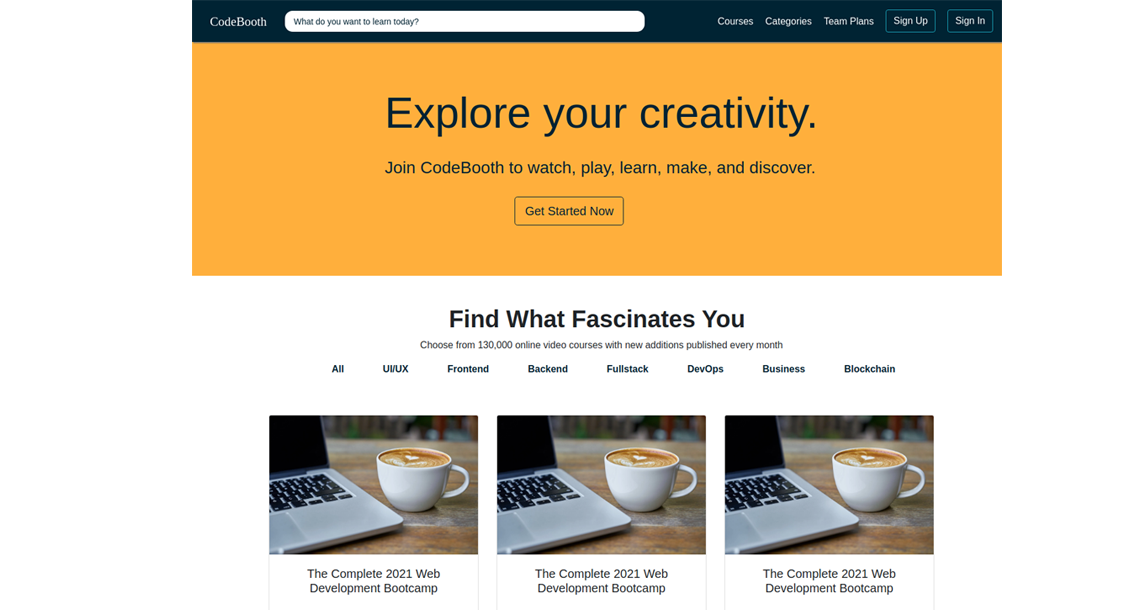 CodeBooth
What do you want to learn today?
Courses
Categories
Team Plans
Sign Up
Sign In
Explore your creativity.
Join CodeBooth to watch, play, learn, make, and discover.
Get Started Now
Find What Fascinates You
Choose from 130,000 online video courses with new additions published every month
All
UI/UX
Frontend
Backend
Fullstack
DevOps
Business
Blockchain
The Complete 2021 Web
Development Bootcamp
The Complete 2021 Web
Development Bootcamp
The Complete 2021 Web
Development Bootcamp